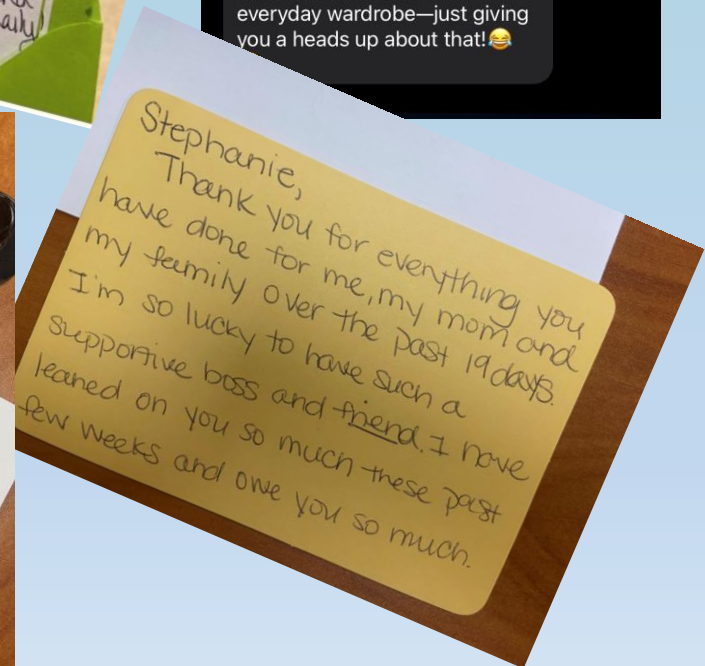 aily!
everyday wardrobe—just giving
you a heads up about that!😂
Stephanie,
Thank you for everything you
have done for me, my mom and
my family over the past 19 days.
I'm so lucky to have such a
supportive boss and friend. I have
leaned on you so much these past
few weeks and owe you so much.